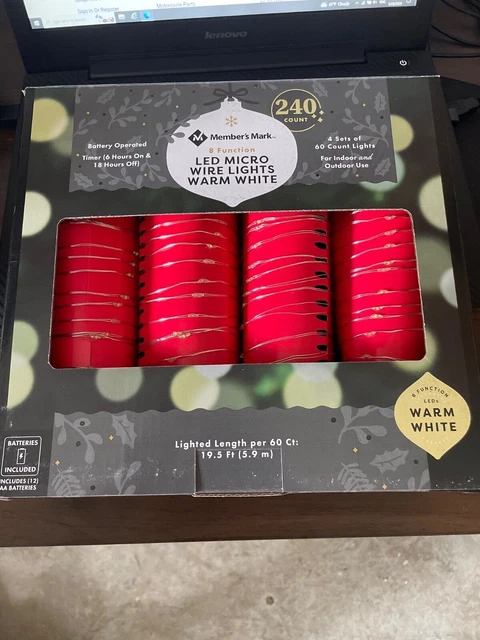 Motorcycle Parts
lenovo
240
COUNT
Member's Mark
8 Function
LED MICRO
WIRE LIGHTS
WARM WHITE
Battery Operated
Timer (6 Hours On &
18 Hours Off)
4 Sets of
60 Count Lights
For Indoor and
Outdoor Use
8 FUNCTION
LEDs
WARM
WHITE
Lighted Length per 60 Ct:
19.5 Ft (5.9 m)
BATTERIES
INCLUDED
INCLUDES (12)
AA BATTERIES